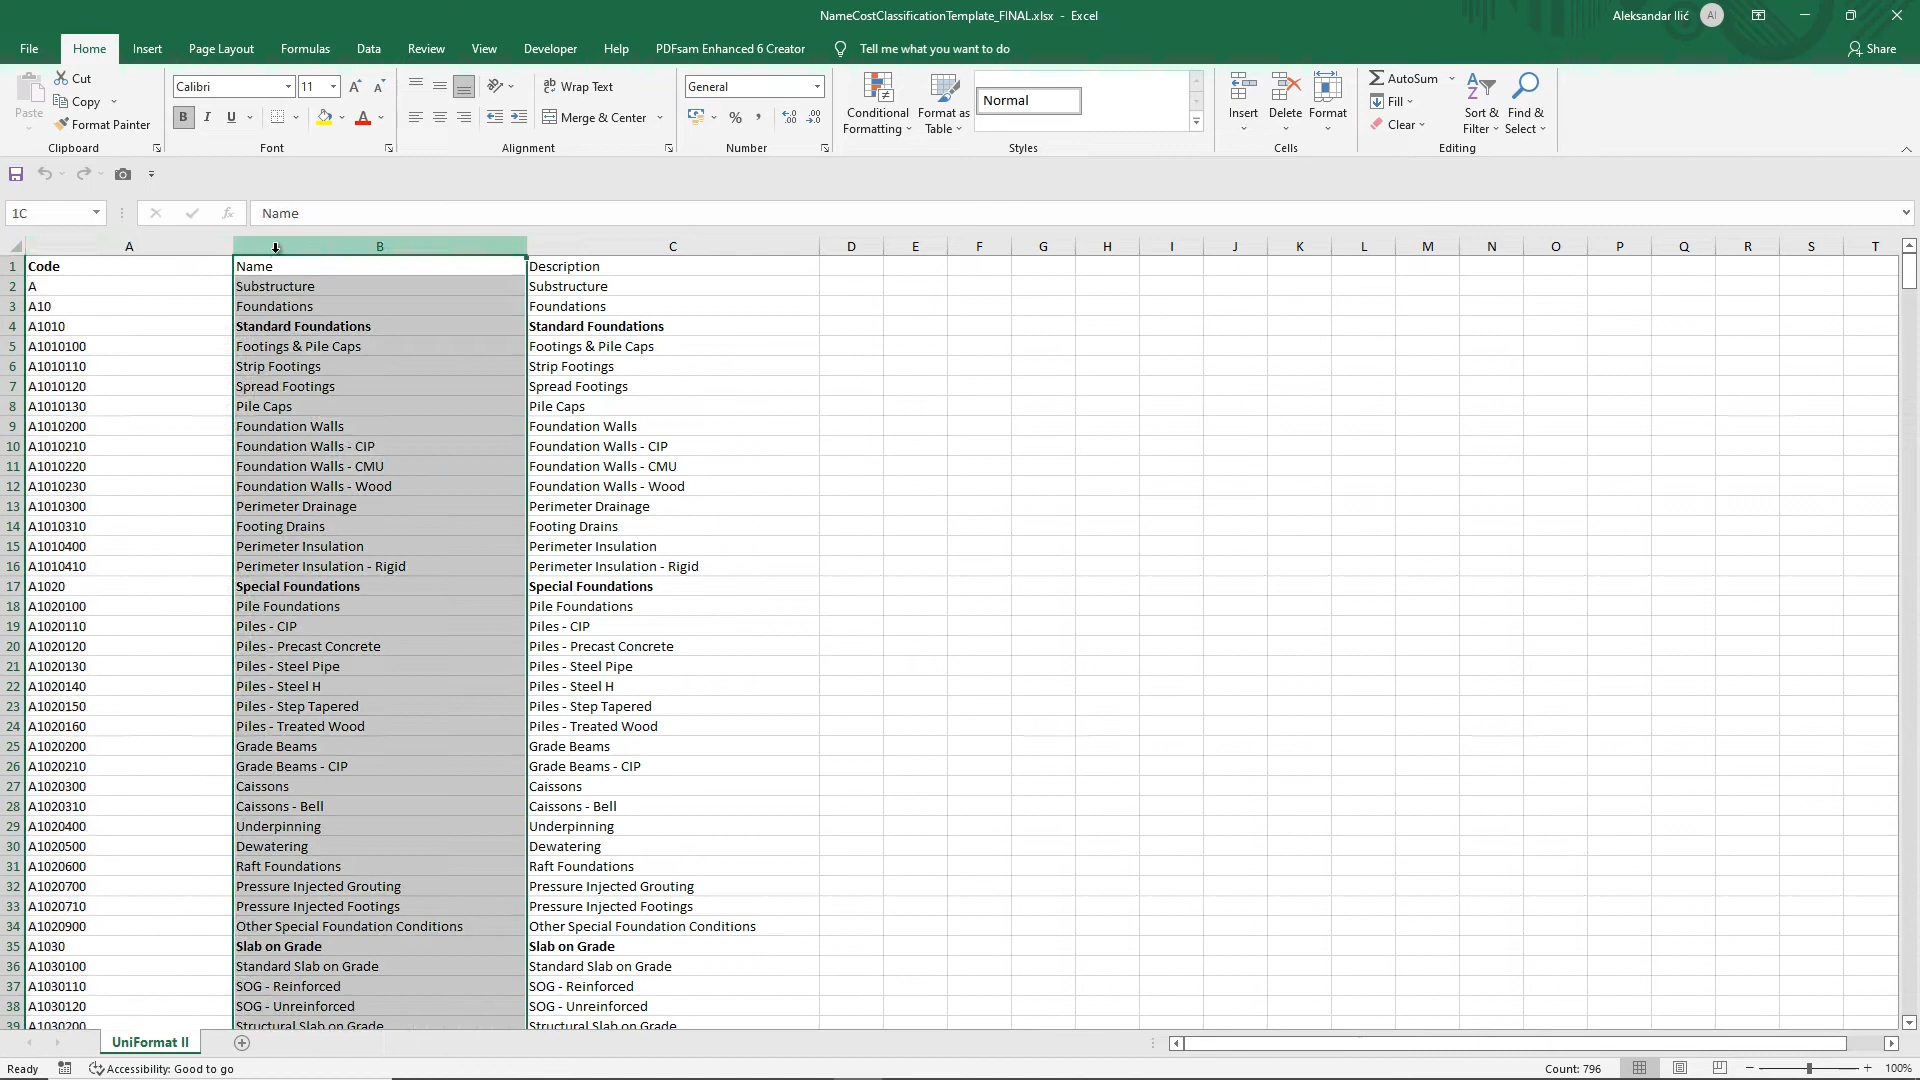 NameCostClassificationTemplate_FINAL.xlsx - Excel
Aleksandar Ilić AI
File Home Insert Page Layout Formulas Data Review View Developer Help PDFsam Enhanced 6 Creator Tell me what you want to do Share
Paste
Cut
Copy
Format Painter
Clipboard
Calibri 11
B I U
Font
Wrap Text
Merge & Center
Alignment
General
% ,
Number
Conditional Formatting
Format as Table
Normal
Styles
Insert Delete Format
Cells
AutoSum
Fill
Clear
Sort & Filter
Find & Select
Editing
1C fx Name
A B C D E F G H I J K L M N O P Q R S T
1 Code Name Description
2 A Substructure Substructure
3 A10 Foundations Foundations
4 A1010 Standard Foundations Standard Foundations
5 A1010100 Footings & Pile Caps Footings & Pile Caps
6 A1010110 Strip Footings Strip Footings
7 A1010120 Spread Footings Spread Footings
8 A1010130 Pile Caps Pile Caps
9 A1010200 Foundation Walls Foundation Walls
10 A1010210 Foundation Walls - CIP Foundation Walls - CIP
11 A1010220 Foundation Walls - CMU Foundation Walls - CMU
12 A1010230 Foundation Walls - Wood Foundation Walls - Wood
13 A1010300 Perimeter Drainage Perimeter Drainage
14 A1010310 Footing Drains Footing Drains
15 A1010400 Perimeter Insulation Perimeter Insulation
16 A1010410 Perimeter Insulation - Rigid Perimeter Insulation - Rigid
17 A1020 Special Foundations Special Foundations
18 A1020100 Pile Foundations Pile Foundations
19 A1020110 Piles - CIP Piles - CIP
20 A1020120 Piles - Precast Concrete Piles - Precast Concrete
21 A1020130 Piles - Steel Pipe Piles - Steel Pipe
22 A1020140 Piles - Steel H Piles - Steel H
23 A1020150 Piles - Step Tapered Piles - Step Tapered
24 A1020160 Piles - Treated Wood Piles - Treated Wood
25 A1020200 Grade Beams Grade Beams
26 A1020210 Grade Beams - CIP Grade Beams - CIP
27 A1020300 Caissons Caissons
28 A1020310 Caissons - Bell Caissons - Bell
29 A1020400 Underpinning Underpinning
30 A1020500 Dewatering Dewatering
31 A1020600 Raft Foundations Raft Foundations
32 A1020700 Pressure Injected Grouting Pressure Injected Grouting
33 A1020710 Pressure Injected Footings Pressure Injected Footings
34 A1020900 Other Special Foundation Conditions Other Special Foundation Conditions
35 A1030 Slab on Grade Slab on Grade
36 A1030100 Standard Slab on Grade Standard Slab on Grade
37 A1030110 SOG - Reinforced SOG - Reinforced
38 A1030120 SOG - Unreinforced SOG - Unreinforced
39 A1030200 Structural Slab on Grade Structural Slab on Grade
UniFormat II
Ready Accessibility: Good to go Count: 796 100%